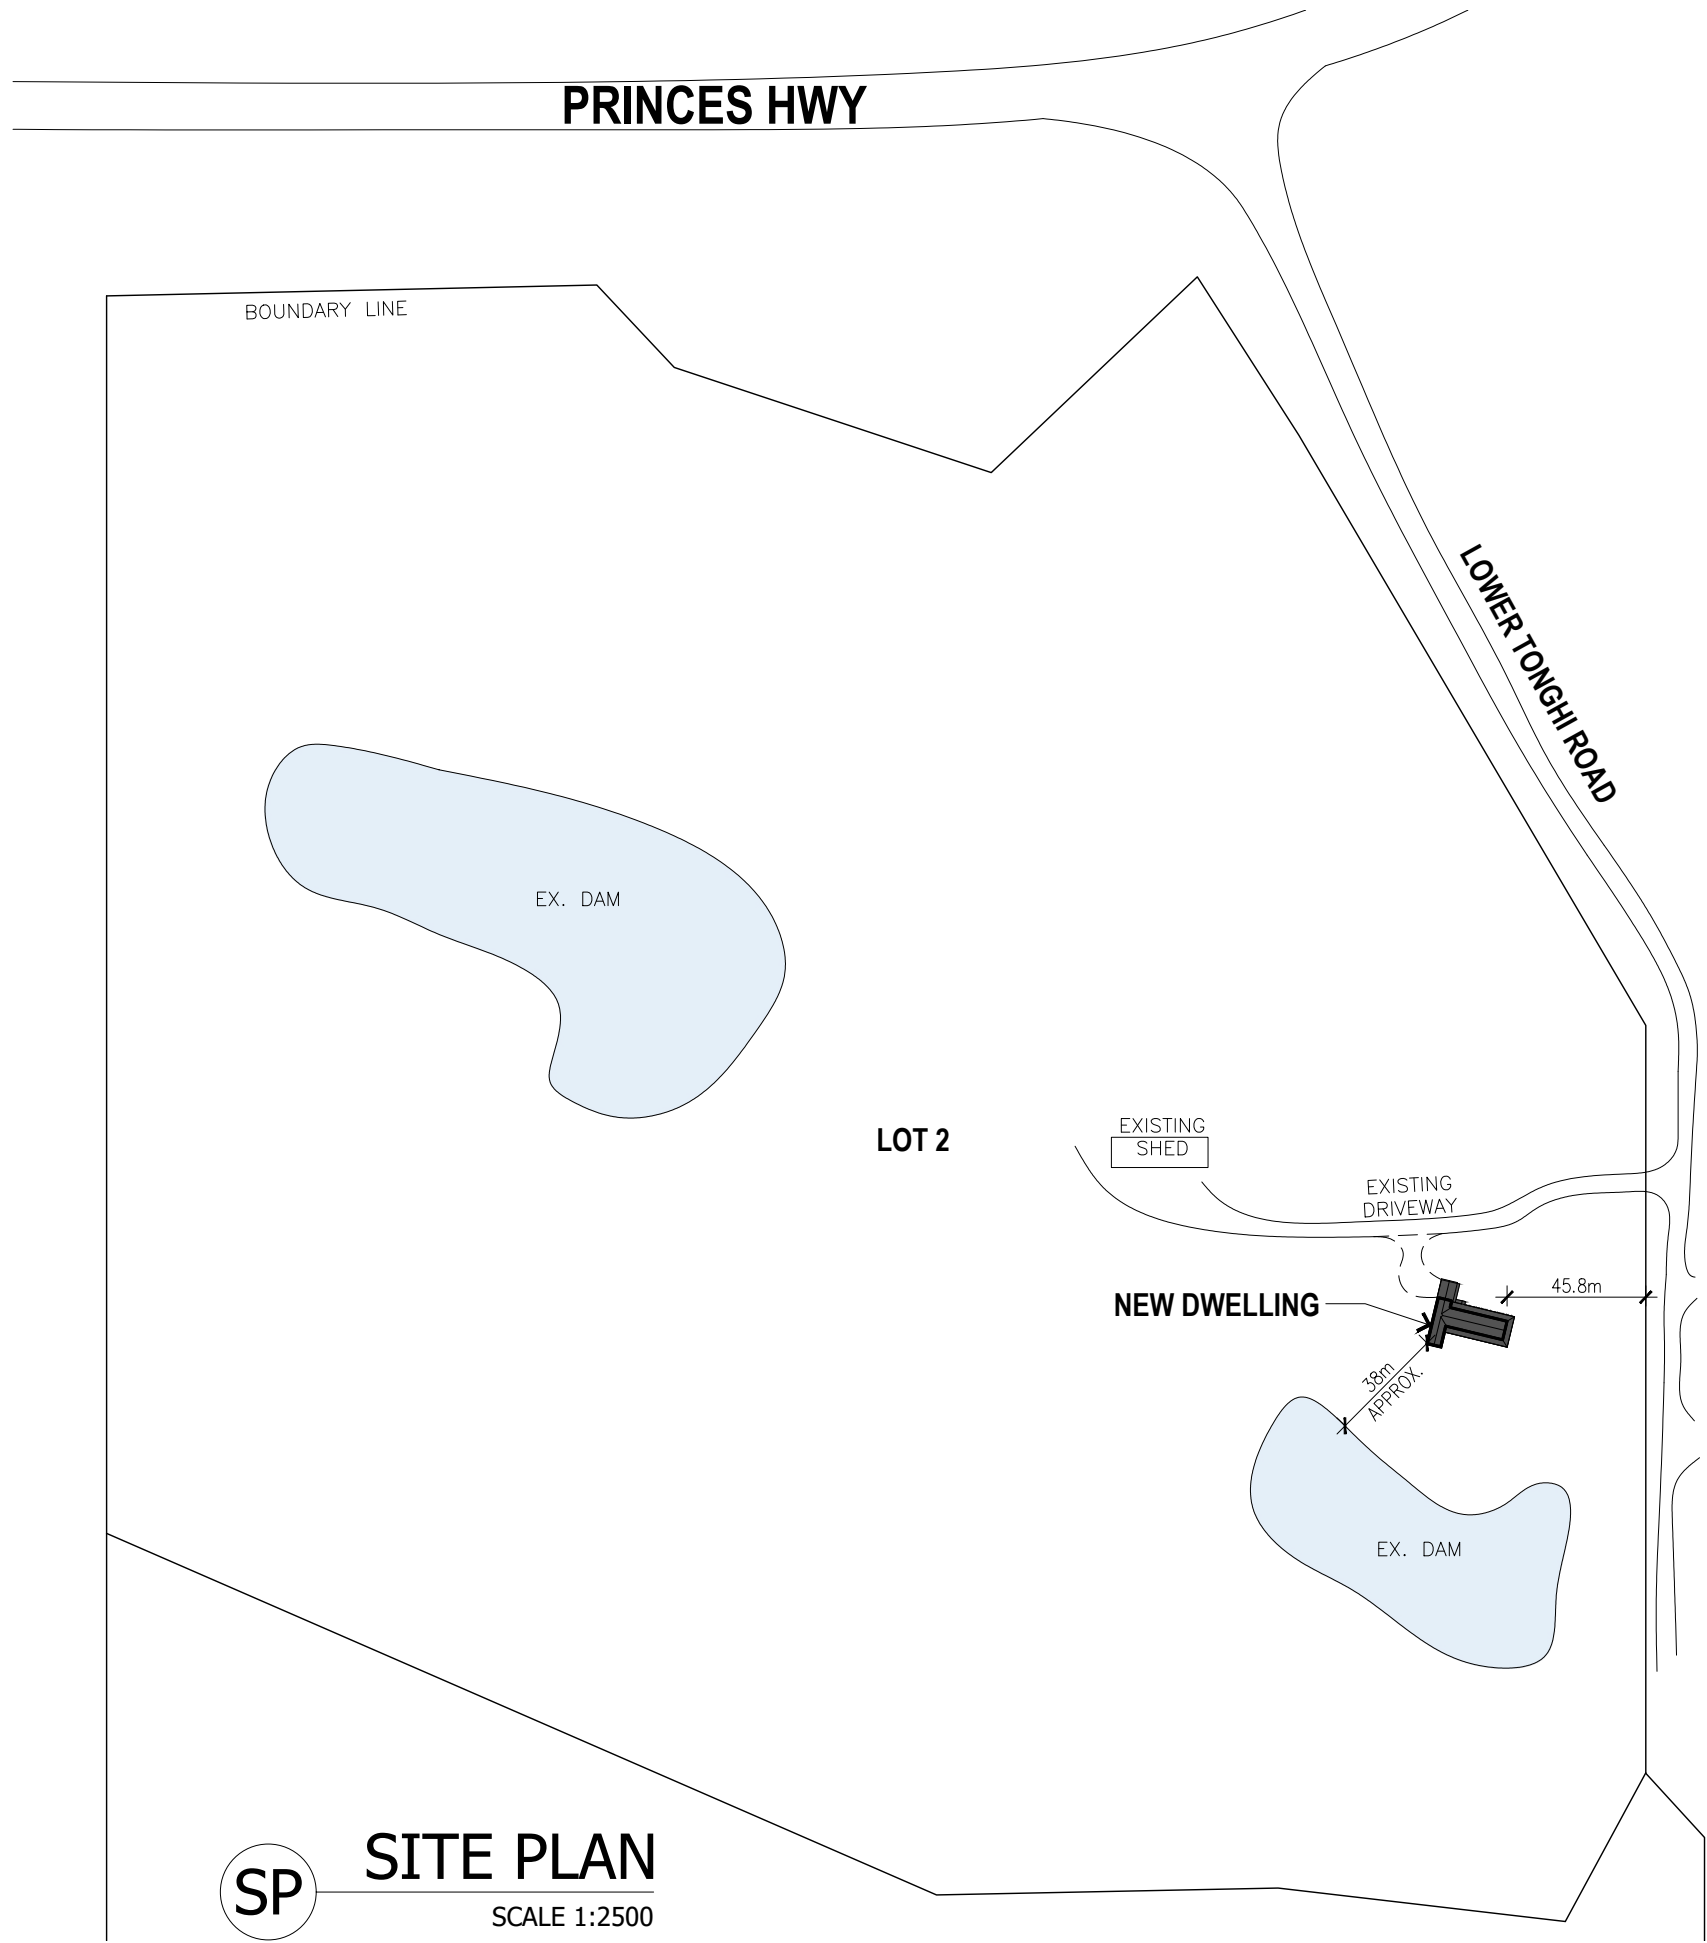 PRINCES HWY
BOUNDARY LINE
LOWER TONGHI ROAD
EX. DAM
LOT 2
EXISTING
SHED
EXISTING
DRIVEWAY
45.8m
NEW DWELLING
38m
APPROX.
EX. DAM
SP
SITE PLAN
SCALE 1:2500